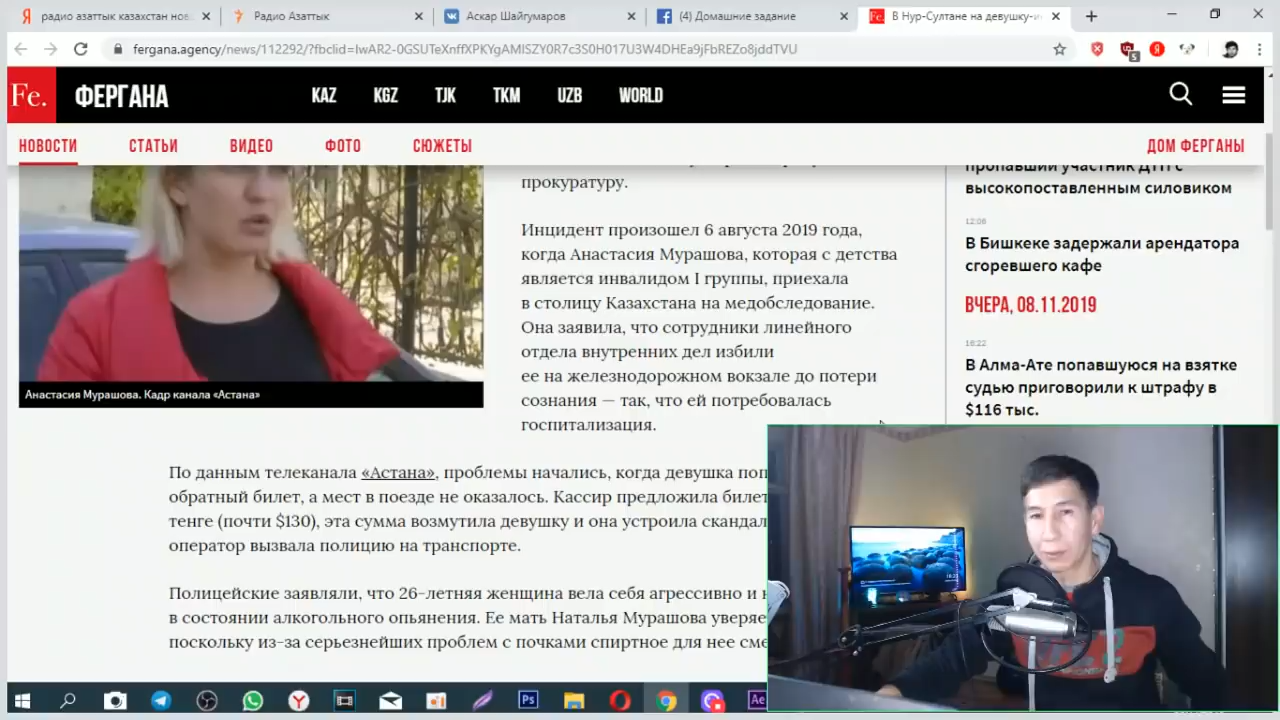 радио азаттык казахстан нов
Радио Азаттык
Аскар Шайгумаров
(4) Домашние задание
В Нур-Султане на девушку-и
fergana.agency/news/112292/?fbclid=IwAR2-0GSUTeXnffXPKYgAMISZY0R7c3S0H017U3W4DHEa9jFbREZo8jddTVU
Fe.
ФЕРГАНА
KAZ
KGZ
TJK
TKM
UZB
WORLD
НОВОСТИ
СТАТЬИ
ВИДЕО
ФОТО
СЮЖЕТЫ
ДОМ ФЕРГАНЫ
прокуратуру.
Инцидент произошел 6 августа 2019 года,
когда Анастасия Мурашова, которая с детства
является инвалидом I группы, приехала
в столицу Казахстана на медобследование.
Она заявила, что сотрудники линейного
отдела внутренних дел избили
ее на железнодорожном вокзале до потери
сознания — так, что ей потребовалась
госпитализация.
Анастасия Мурашова. Кадр канала «Астана»
пропавший участник ДТП с
высокопоставленным силовиком
12:06
В Бишкеке задержали арендатора
сгоревшего кафе
ВЧЕРА, 08.11.2019
16:22
В Алма-Ате попавшуюся на взятке
судью приговорили к штрафу в
$116 тыс.
По данным телеканала «Астана», проблемы начались, когда девушка поп
обратный билет, а мест в поезде не оказалось. Кассир предложила билет
тенге (почти $130), эта сумма возмутила девушку и она устроила скандал
оператор вызвала полицию на транспорте.
Полицейские заявляли, что 26-летняя женщина вела себя агрессивно и н
в состоянии алкогольного опьянения. Ее мать Наталья Мурашова уверяе
поскольку из-за серьезнейших проблем с почками спиртное для нее сме
Ps
Ae